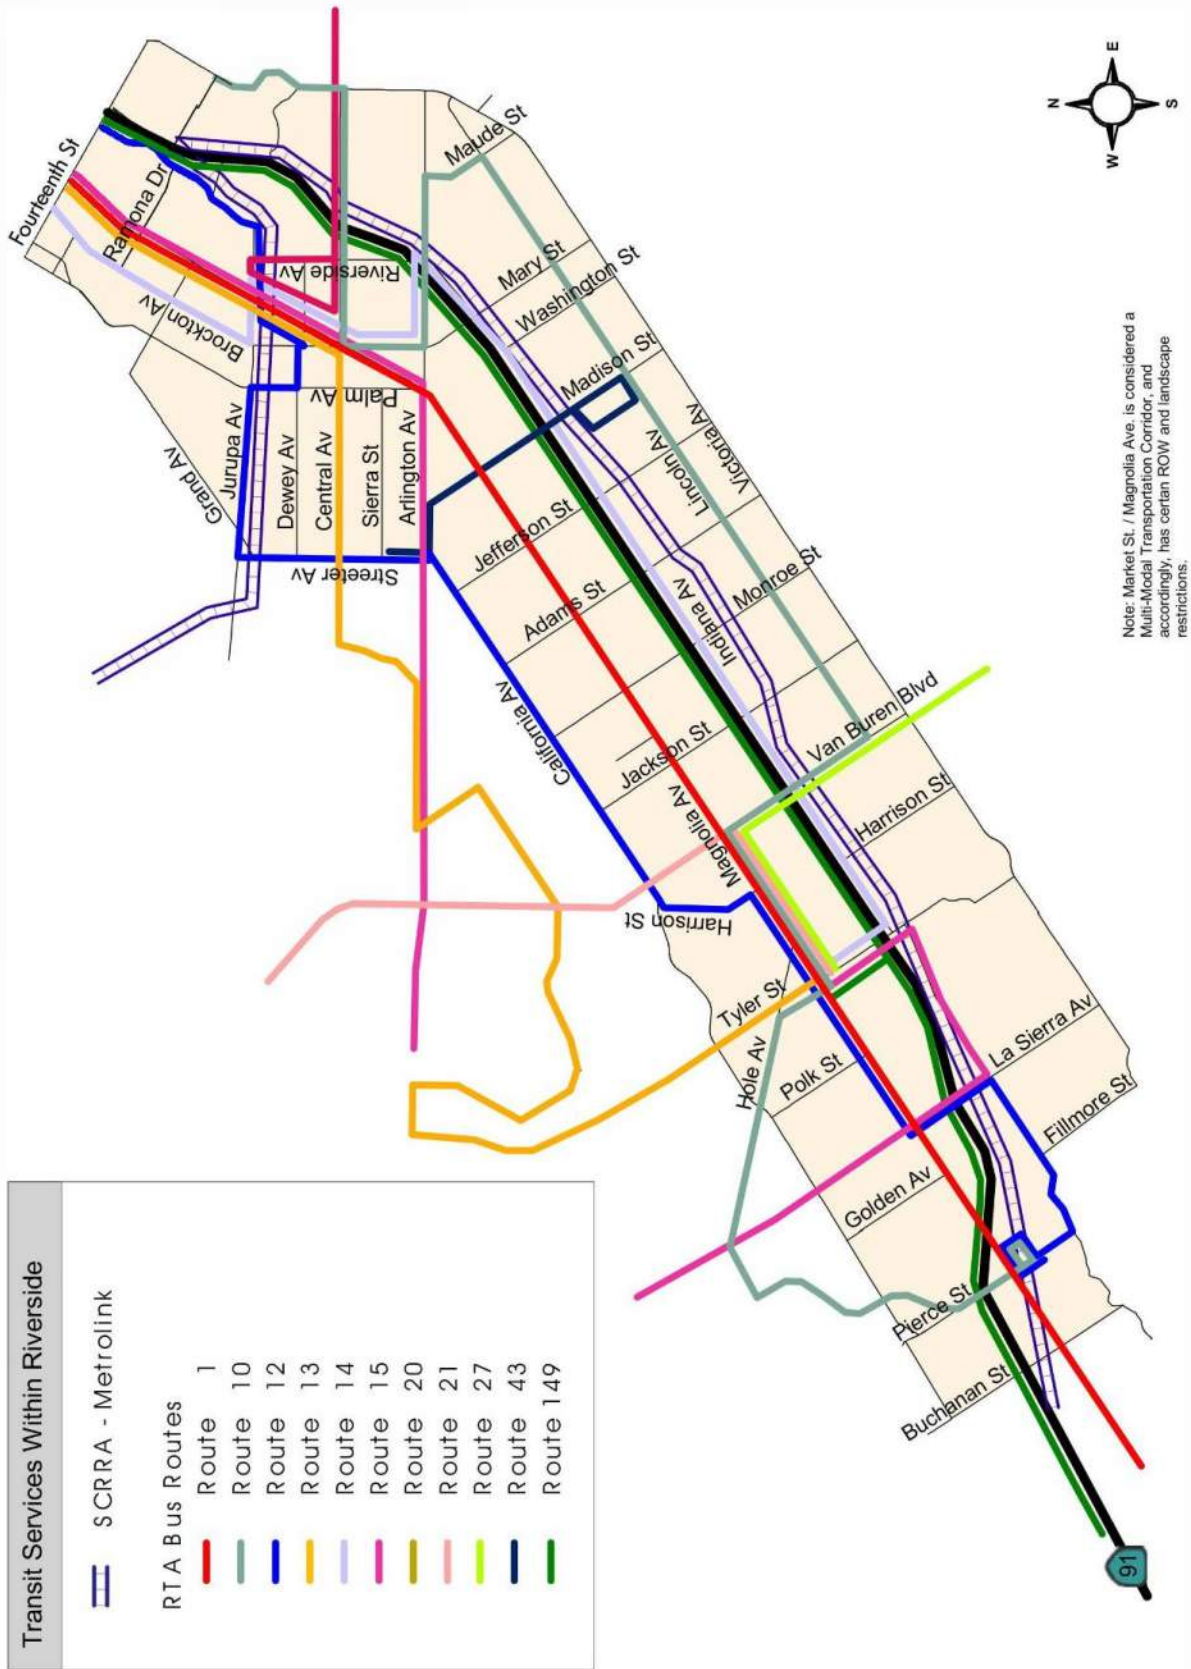 Transit Services Within Riverside
SCRRA - Metrolink
RTA Bus Routes
Route 1
Route 10
Route 12
Route 13
Route 14
Route 15
Route 20
Route 21
Route 27
Route 43
Route 149
Fourteenth St
Ramona Dr
Brockton Av
Riverside Av
Palm Av
Grand Av
Jurupa Av
Dewey Av
Central Av
Sierra St
Arlington Av
Streeter Av
Maude St
Mary St
Washington St
Madison St
Jefferson St
Adams St
Lincoln Av
Victoria Av
California Av
Indiana Av
Monroe St
Jackson St
Magnolia Av
Van Buren Blvd
Harrison St
Harrison St
Tyler St
Hole Av
Polk St
La Sierra Av
Fillmore St
Golden Av
Pierce St
Buchanan St
91
N
E
S
W
Note: Market St. / Magnolia Ave. is considered a
Multi-Modal Transportation Corridor, and
accordingly, has certan ROW and landscape
restrictions.